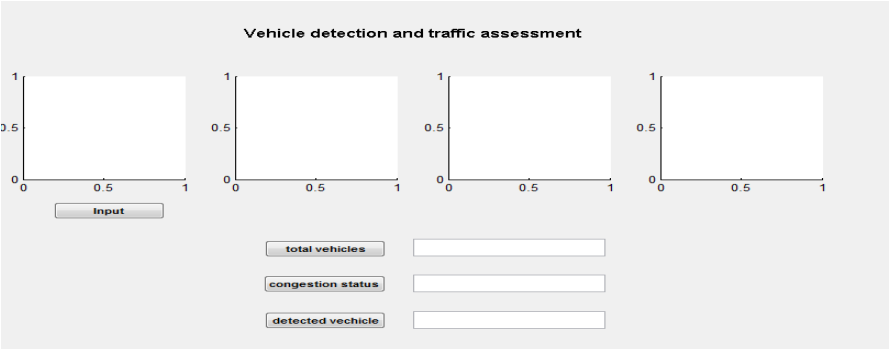 Vehicle detection and traffic assessment
1 1 1 1
0.5 0.5 0.5 0.5
0 0 0 0
0 0.5 1 0 0.5 1 0 0.5 1 0 0.5 1
Input
total vehicles
congestion status
detected vechicle